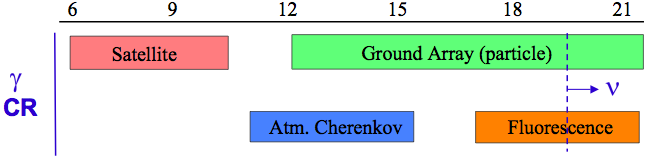 6 9 12 15 18 21
Satellite Ground Array (particle)
γ ν
CR
Atm. Cherenkov Fluorescence